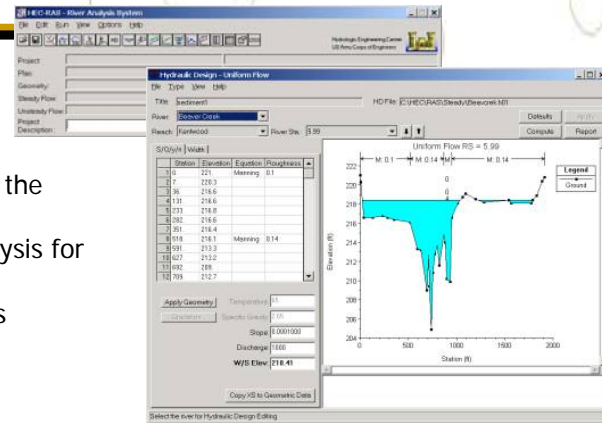 HEC-RAS - River Analysis System
File Edit Run View Options Help
Hydrologic Engineering Center
US Army Corps of Engineers
Project:
Plan:
Geometry:
Steady Flow:
Unsteady Flow:
Project
Description:
the
ysis for
s
Hydraulic Design - Uniform Flow
File Type View Help
Title: sediment1 HD File: C:\HEC\RAS\Steady\Beavcrek.h01
River: Beaver Creek Defaults Apply
Reach: Kentwood River Sta.: 5.99 Compute Report
S/Q/y/n Width
Station Elevation Equation Roughness
1 0 221. Manning 0.1
2 7 220.3
3 36 216.6
4 131 216.6
5 233 216.8
6 282 216.6
7 351 216.4
8 518 216.1 Manning 0.14
9 591 213.3
10 627 213.2
11 692 209.
12 709 212.7
Apply Geometry Temperature
Gradation Specific Gravity 2.65
Slope 0.0001000
Discharge 1000
W/S Elev 218.41
Copy XS to Geometric Data
Select the river for Hydraulic Design Editing
Uniform Flow RS = 5.99
M: 0.1 M: 0.14 M: 0.14
Legend
Ground
Elevation (ft)
222
220
218
216
214
212
210
208
206
204
0 500 1000 1500 2000
Station (ft)